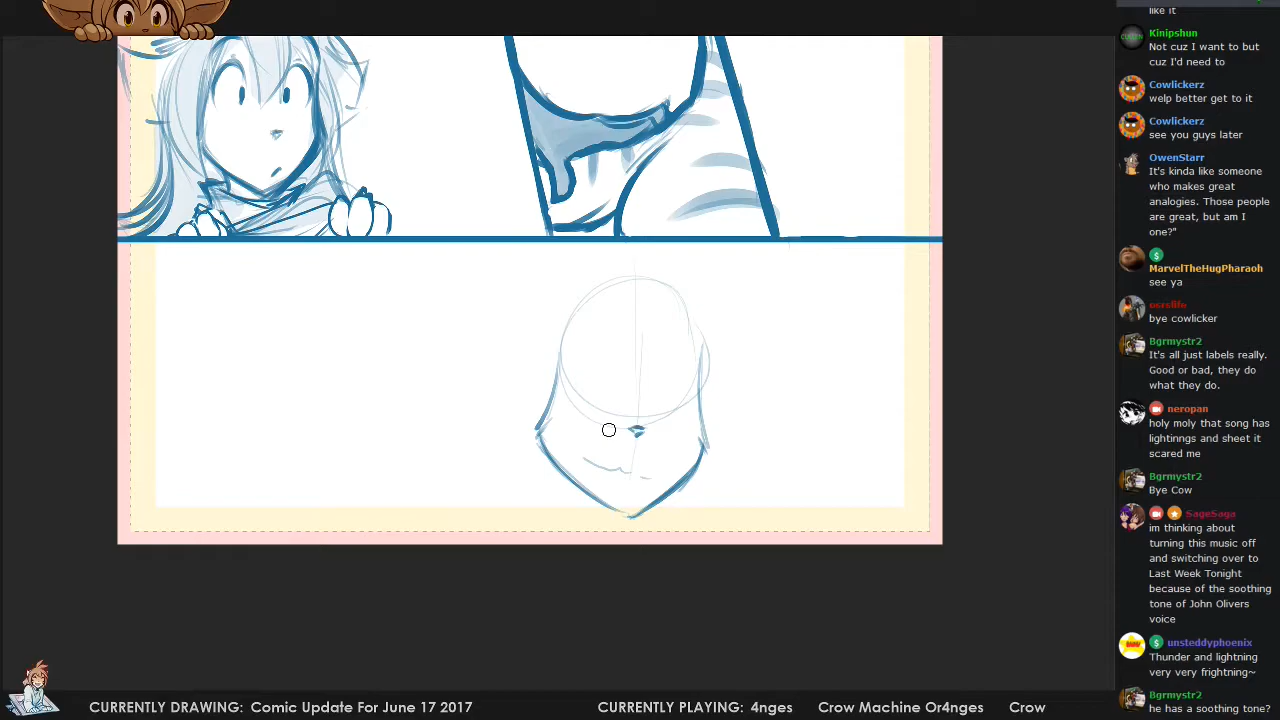 like it
Kinipshun
Not cuz I want to but
cuz I'd need to
Cowlickerz
welp better get to it
Cowlickerz
see you guys later
OwenStarr
It's kinda like someone
who makes great
analogies. Those people
are great, but am I
one?"
MarvelTheHugPharaoh
see ya
osrslife
bye cowlicker
Bgrmystr2
It's all just labels really.
Good or bad, they do
what they do.
neropan
holy moly that song has
lightinngs and sheet it
scared me
Bgrmystr2
Bye Cow
SageSaga
im thinking about
turning this music off
and switching over to
Last Week Tonight
because of the soothing
tone of John Olivers
voice
unsteddyphoenix
Thunder and lightning
very very frightning~
Bgrmystr2
he has a soothing tone?
CURRENTLY DRAWING: Comic Update For June 17 2017
CURRENTLY PLAYING: 4nges Crow Machine Or4nges Crow